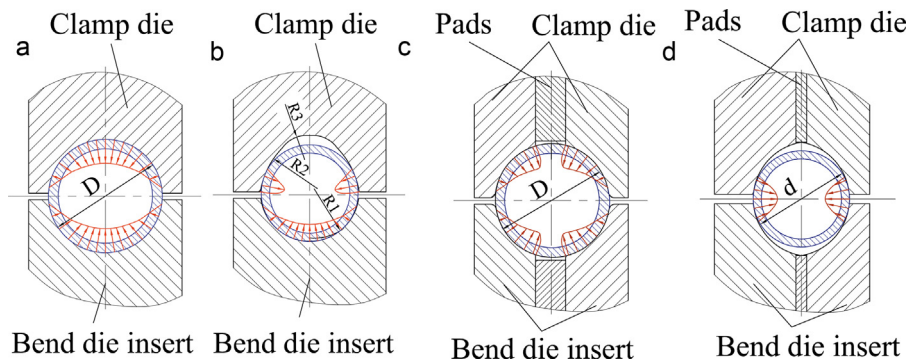 a
Clamp die
b
Clamp die
c
Pads
Clamp die
d
Pads
Clamp die
D
R3
R2
R1
D
d
Bend die insert
Bend die insert
Bend die insert
Bend die insert